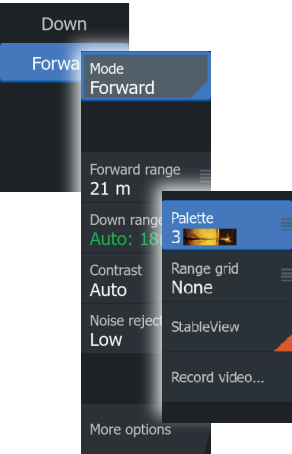 Down
Forwa
Mode
Forward
Forward range
21 m
Down range
Auto: 18
Contrast
Auto
Noise reject
Low
More options
Palette
3
Range grid
None
StableView
Record video...